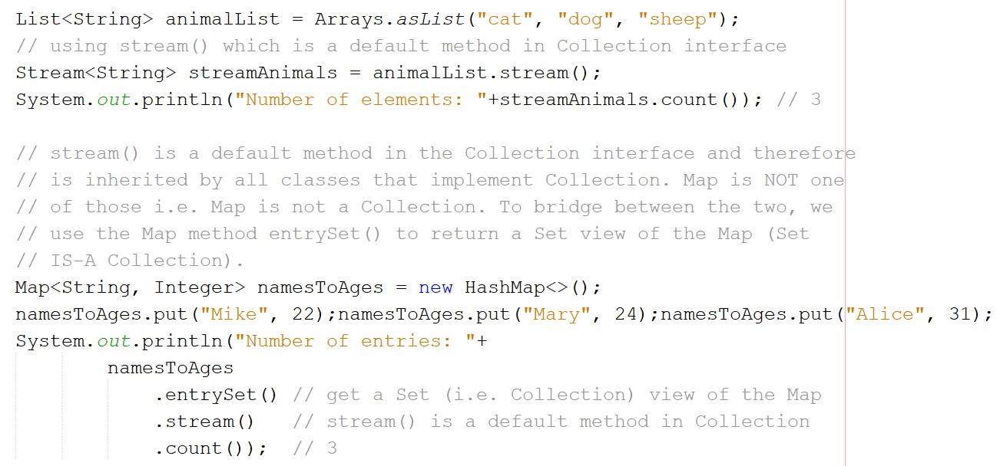 List<String> animalList = Arrays.asList("cat", "dog", "sheep");
// using stream() which is a default method in Collection interface
Stream<String> streamAnimals = animalList.stream();
System.out.println("Number of elements: "+streamAnimals.count()); // 3

// stream() is a default method in the Collection interface and therefore
// is inherited by all classes that implement Collection. Map is NOT one
// of those i.e. Map is not a Collection. To bridge between the two, we
// use the Map method entrySet() to return a Set view of the Map (Set
// IS-A Collection).
Map<String, Integer> namesToAges = new HashMap<>();
namesToAges.put("Mike", 22);namesToAges.put("Mary", 24);namesToAges.put("Alice", 31);
System.out.println("Number of entries: "+
        namesToAges
            .entrySet() // get a Set (i.e. Collection) view of the Map
            .stream()   // stream() is a default method in Collection
            .count());  // 3